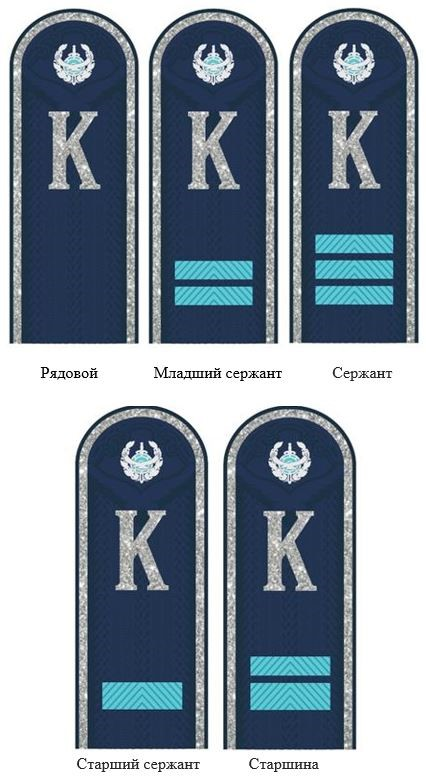 К К К
Рядовой Младший сержант Сержант
К К
Старший сержант Старшина